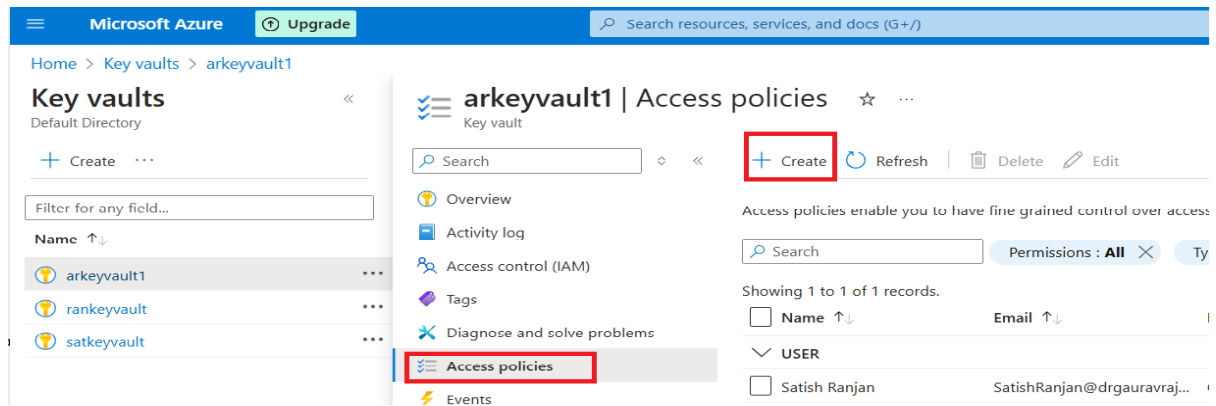 Microsoft Azure Upgrade Search resources, services, and docs (G+/)
Home > Key vaults > arkeyvault1
Key vaults «
Default Directory
+ Create ...
Filter for any field...
Name ↑↓
arkeyvault1 ...
rankeyvault ...
satkeyvault ...
arkeyvault1 | Access policies ☆ ...
Key vault
Search «
Overview
Activity log
Access control (IAM)
Tags
Diagnose and solve problems
Access policies
Events
+ Create Refresh | Delete Edit
Access policies enable you to have fine grained control over access
Search Permissions : All × Ty
Showing 1 to 1 of 1 records.
Name ↑↓ Email ↑↓
USER
Satish Ranjan SatishRanjan@drgauravraj...